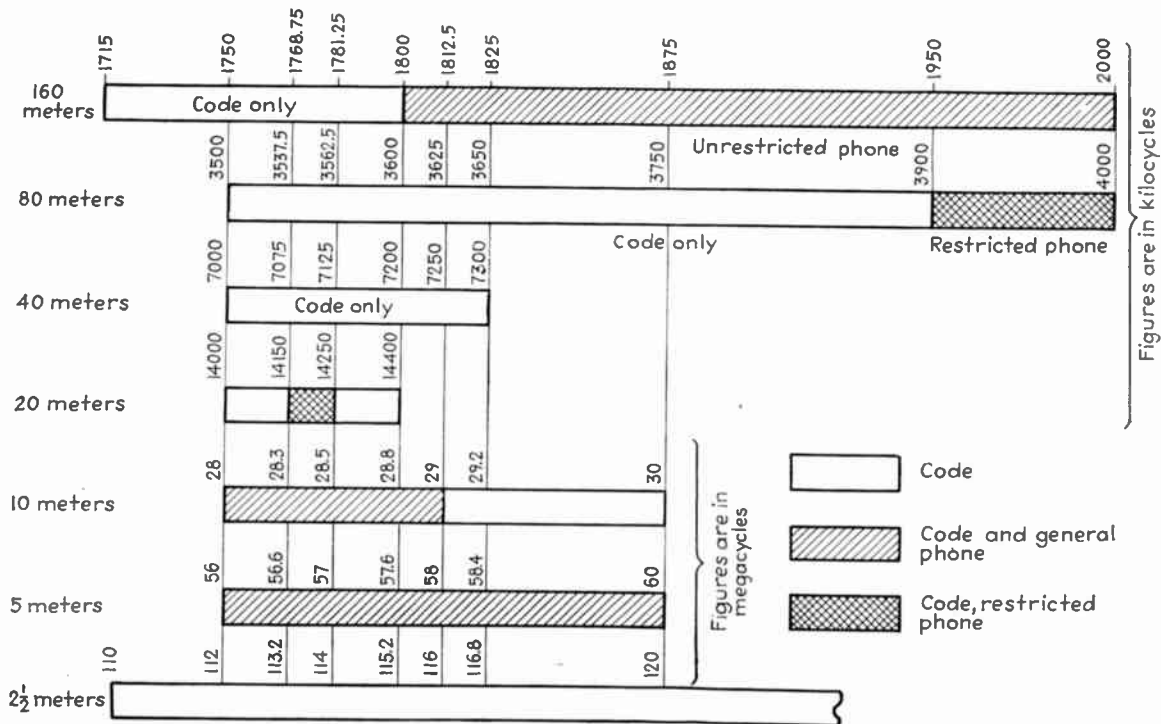 1715 1750 1768.75 1781.25 1800 1812.5 1825 1875 1950 2000
160 meters
Code only
Unrestricted phone
3500 3537.5 3562.5 3600 3625 3650 3750 3900 4000
80 meters
Code only
Restricted phone
7000 7075 7125 7200 7250 7300
40 meters
Code only
14000 14150 14250 14400
20 meters
Figures are in kilocycles
28 28.3 28.5 28.8 29 29.2 30
10 meters
56 56.6 57 57.6 58 58.4 60
5 meters
110 112 113.2 114 115.2 116 116.8 120
2½ meters
Figures are in
megacycles
Code
Code and general
phone
Code, restricted
phone